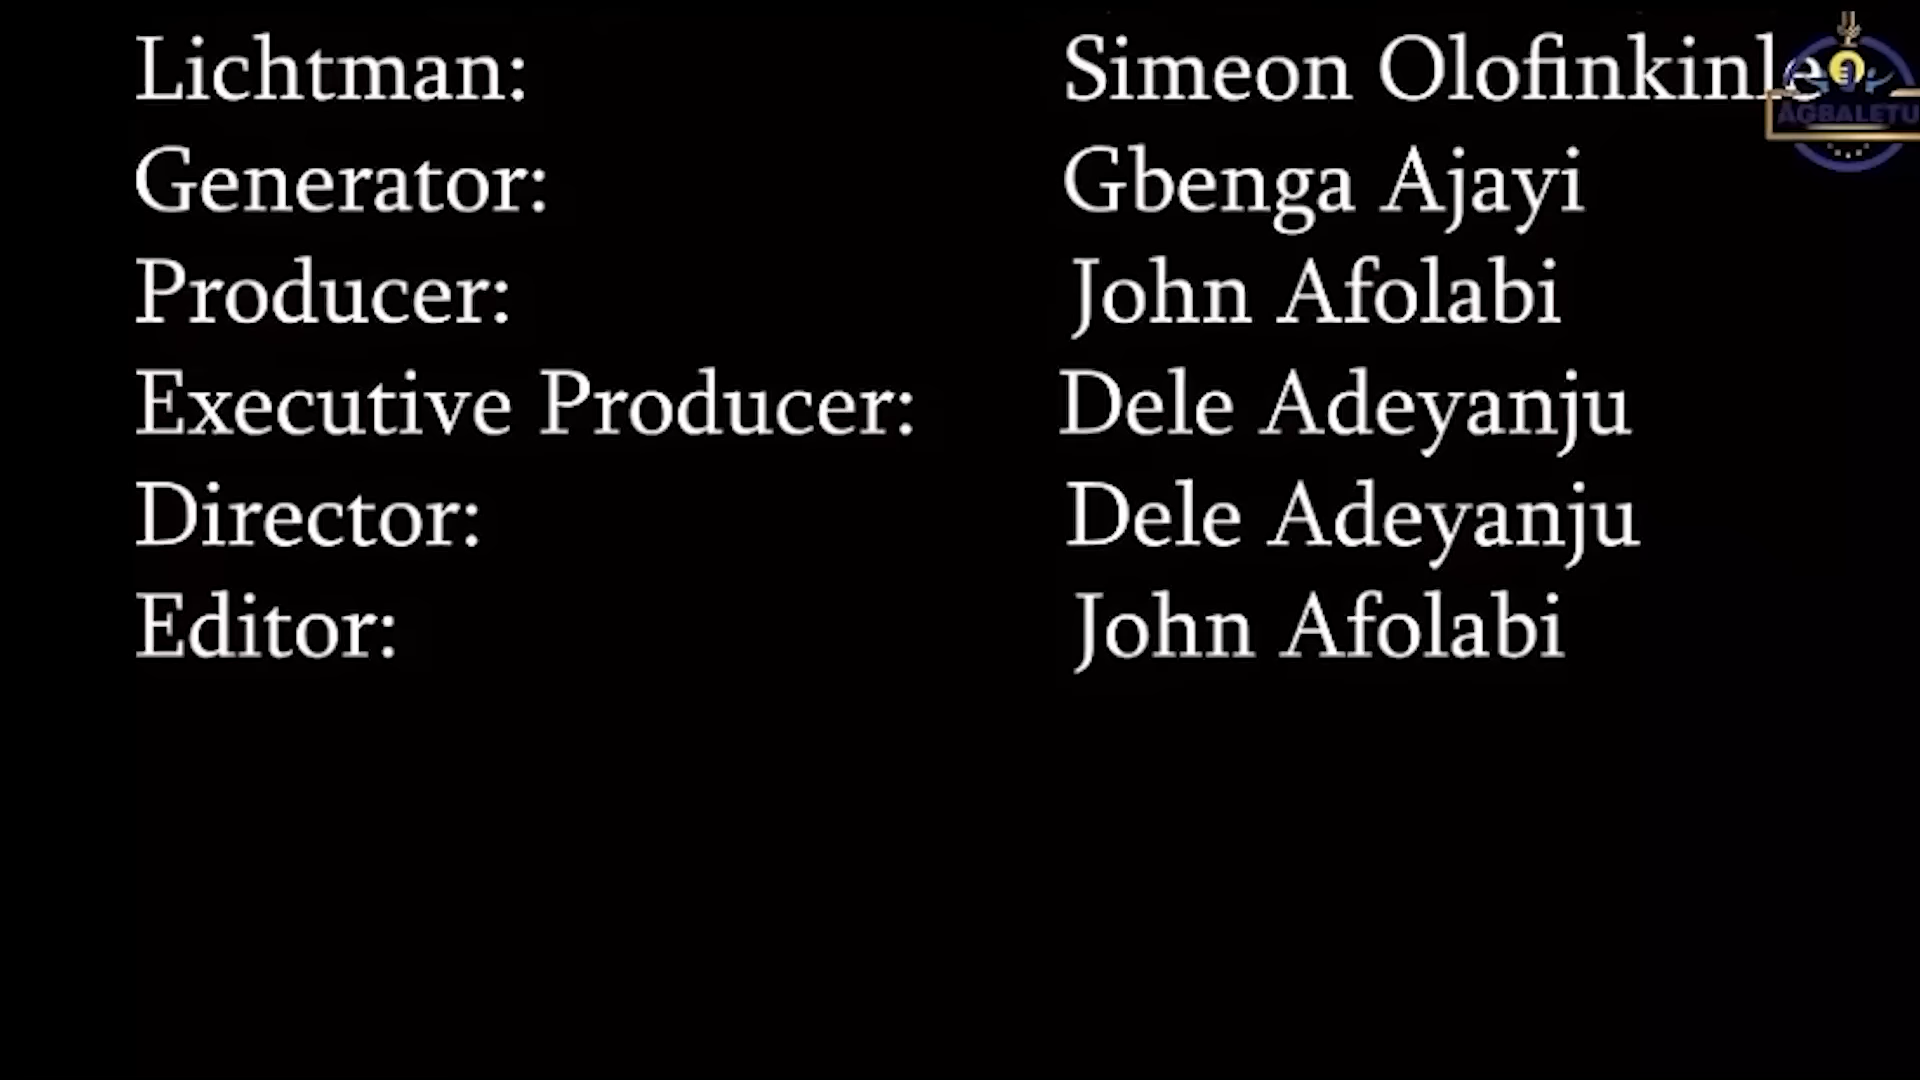 Lichtman: Simeon Olofinkinle
Generator: Gbenga Ajayi
Producer: John Afolabi
Executive Producer: Dele Adeyanju
Director: Dele Adeyanju
Editor: John Afolabi
AGBALETU